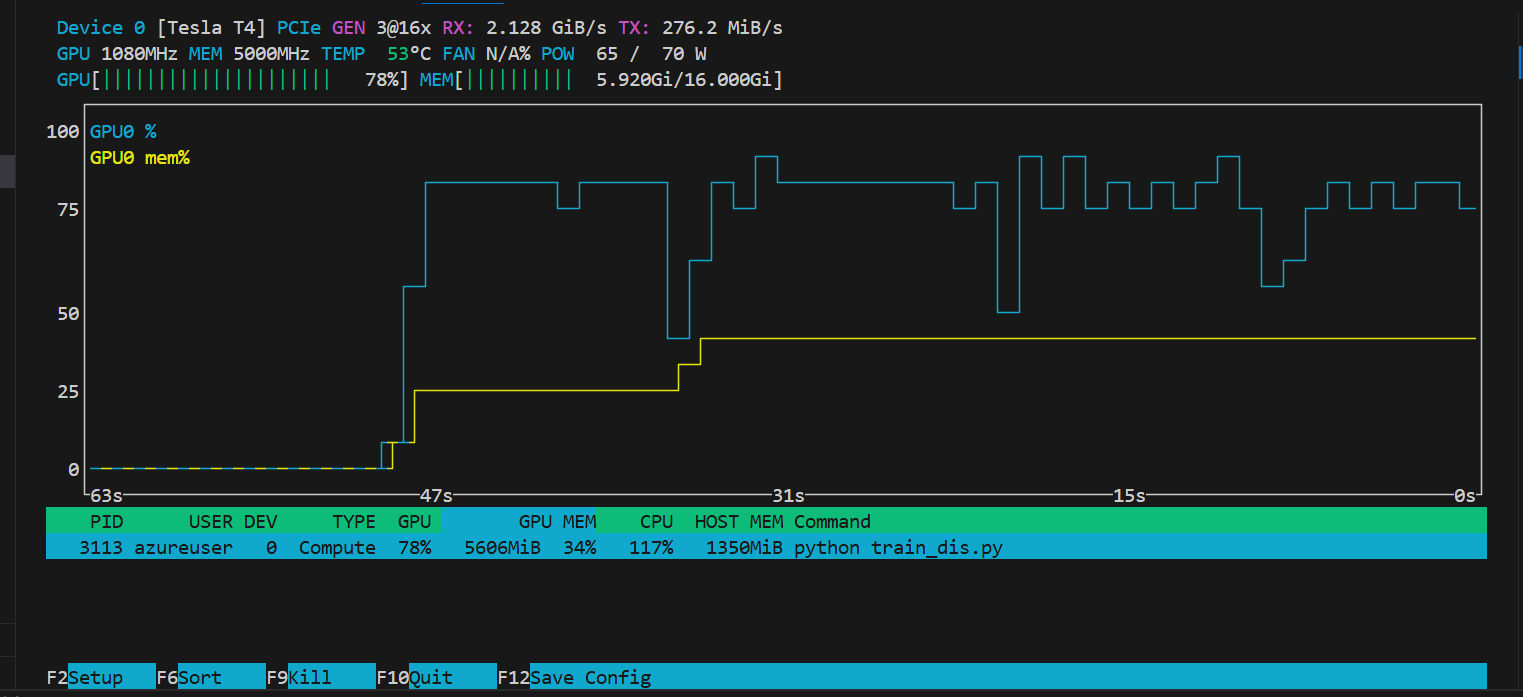 Device 0 [Tesla T4] PCIe GEN 3@16x RX: 2.128 GiB/s TX: 276.2 MiB/s
GPU 1080MHz MEM 5000MHz TEMP 53°C FAN N/A% POW 65 / 70 W
GPU[||||||||||||||||||||| 78%] MEM[|||||||||| 5.920Gi/16.000Gi]
100 GPU0 %
GPU0 mem%
75
50
25
0
63s 47s 31s 15s 0s
PID USER DEV TYPE GPU GPU MEM CPU HOST MEM Command
3113 azureuser 0 Compute 78% 5606MiB 34% 117% 1350MiB python train_dis.py
F2Setup F6Sort F9Kill F10Quit F12Save Config